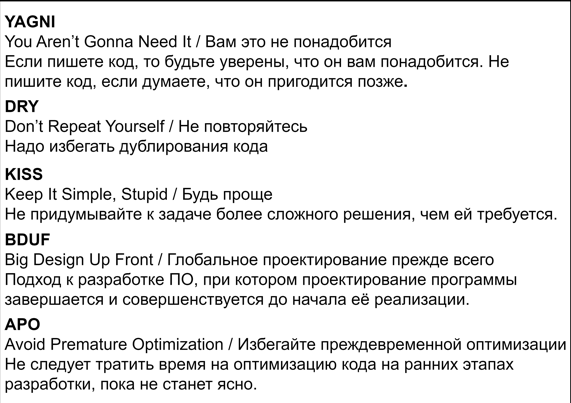 YAGNI
You Aren’t Gonna Need It / Вам это не понадобится
Если пишете код, то будьте уверены, что он вам понадобится. Не
пишите код, если думаете, что он пригодится позже.
DRY
Don’t Repeat Yourself / Не повторяйтесь
Надо избегать дублирования кода
KISS
Keep It Simple, Stupid / Будь проще
Не придумывайте к задаче более сложного решения, чем ей требуется.
BDUF
Big Design Up Front / Глобальное проектирование прежде всего
Подход к разработке ПО, при котором проектирование программы
завершается и совершенствуется до начала её реализации.
APO
Avoid Premature Optimization / Избегайте преждевременной оптимизации
Не следует тратить время на оптимизацию кода на ранних этапах
разработки, пока не станет ясно.